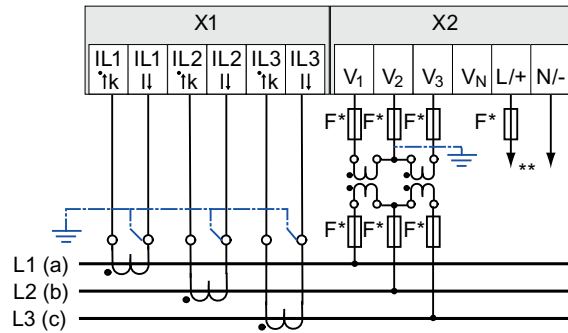 X1 X2
IL1 IL1 IL2 IL2 IL3 IL3 V1 V2 V3 VN L/+ N/-
↑k l↓ ↑k l↓ ↑k l↓
F* F* F* F*
**
F* F* F*
L1 (a)
L2 (b)
L3 (c)